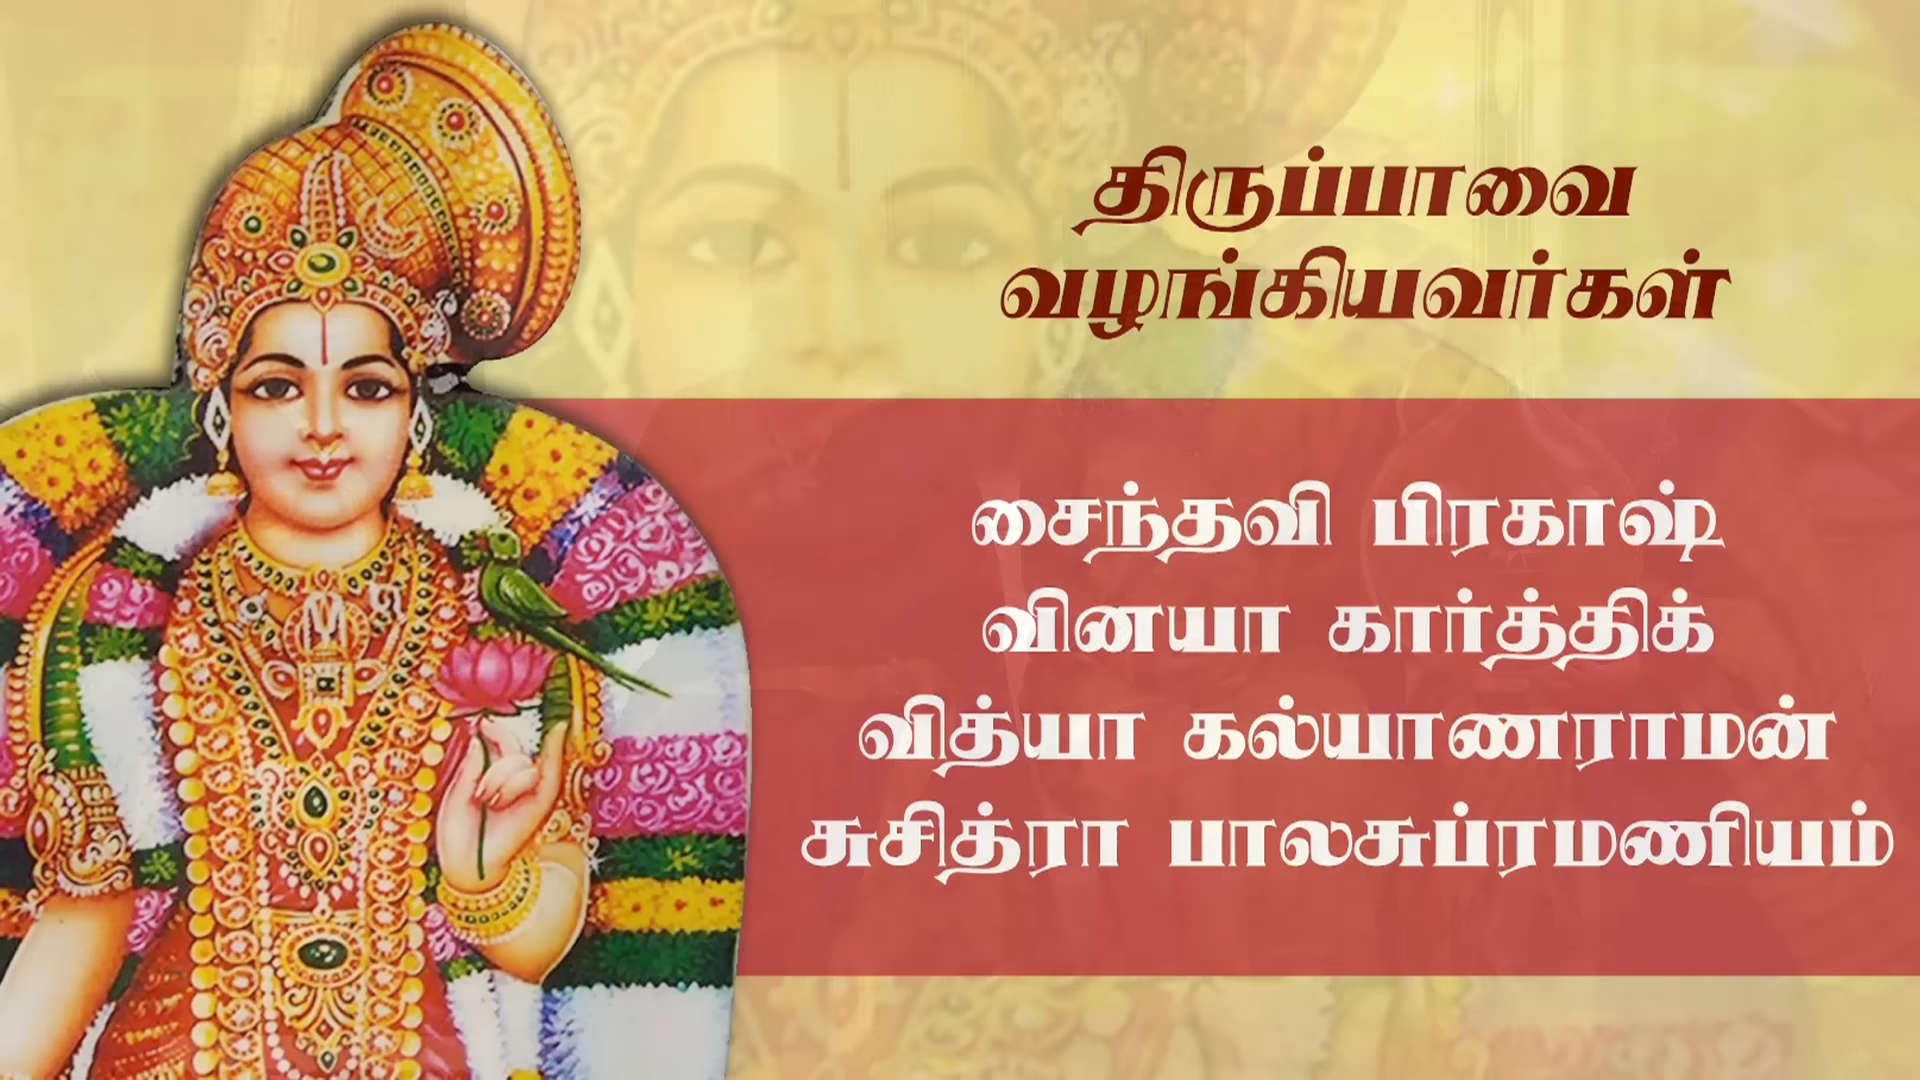 திருப்பாவை
வழங்கியவர்கள்
சைந்தவி பிரகாஷ்
வினயா கார்த்திக்
வித்யா கல்யாணராமன்
சுசித்ரா பாலசுப்ரமணியம்